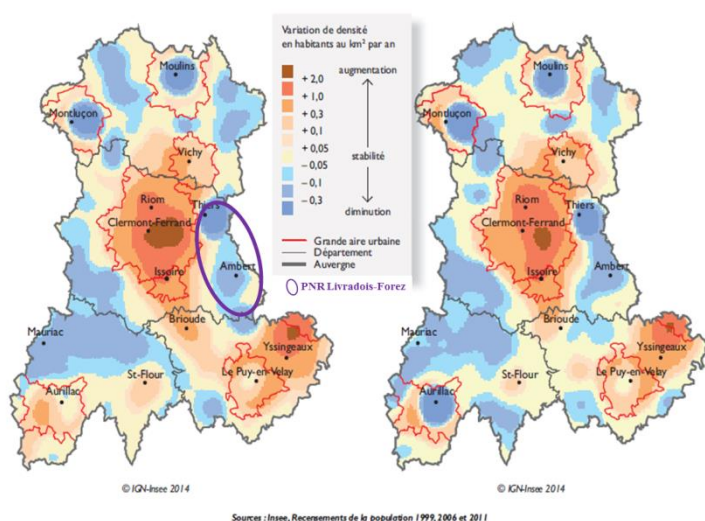 Variation de densité
en habitants au km² par an
+ 2,0
+ 1,0
+ 0,3
+ 0,1
+ 0,05
– 0,05
– 0,1
– 0,3
augmentation
stabilité
diminution
Grande aire urbaine
Département
Auvergne
PNR Livradois-Forez
Moulins
Montluçon
Vichy
Riom
Thiers
Clermont-Ferrand
Issoire
Ambert
Brioude
Mauriac
Yssingeaux
St-Flour
Le Puy-en-Velay
Aurillac
© IGN-Insee 2014
Moulins
Montluçon
Vichy
Riom
Thiers
Clermont-Ferrand
Issoire
Ambert
Brioude
Mauriac
Yssingeaux
St-Flour
Le Puy-en-Velay
Aurillac
© IGN-Insee 2014
Sources : Insee, Recensements de la population 1999, 2006 et 2011